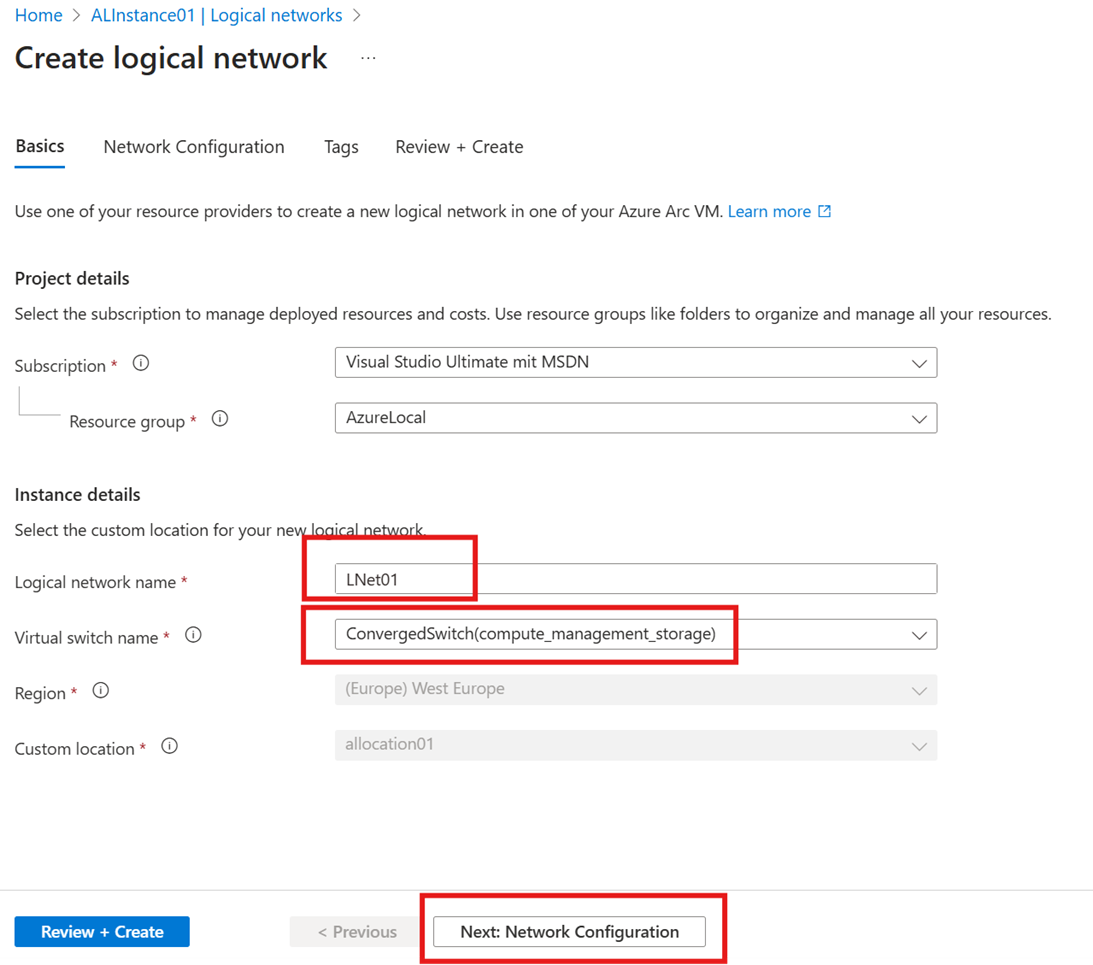 Home > ALInstance01 | Logical networks >
Create logical network ...
Basics Network Configuration Tags Review + Create
Use one of your resource providers to create a new logical network in one of your Azure Arc VM. Learn more
Project details
Select the subscription to manage deployed resources and costs. Use resource groups like folders to organize and manage all your resources.
Subscription * Visual Studio Ultimate mit MSDN
Resource group * AzureLocal
Instance details
Select the custom location for your new logical network.
Logical network name * LNet01
Virtual switch name * ConvergedSwitch(compute_management_storage)
Region * (Europe) West Europe
Custom location * allocation01
Review + Create < Previous Next: Network Configuration